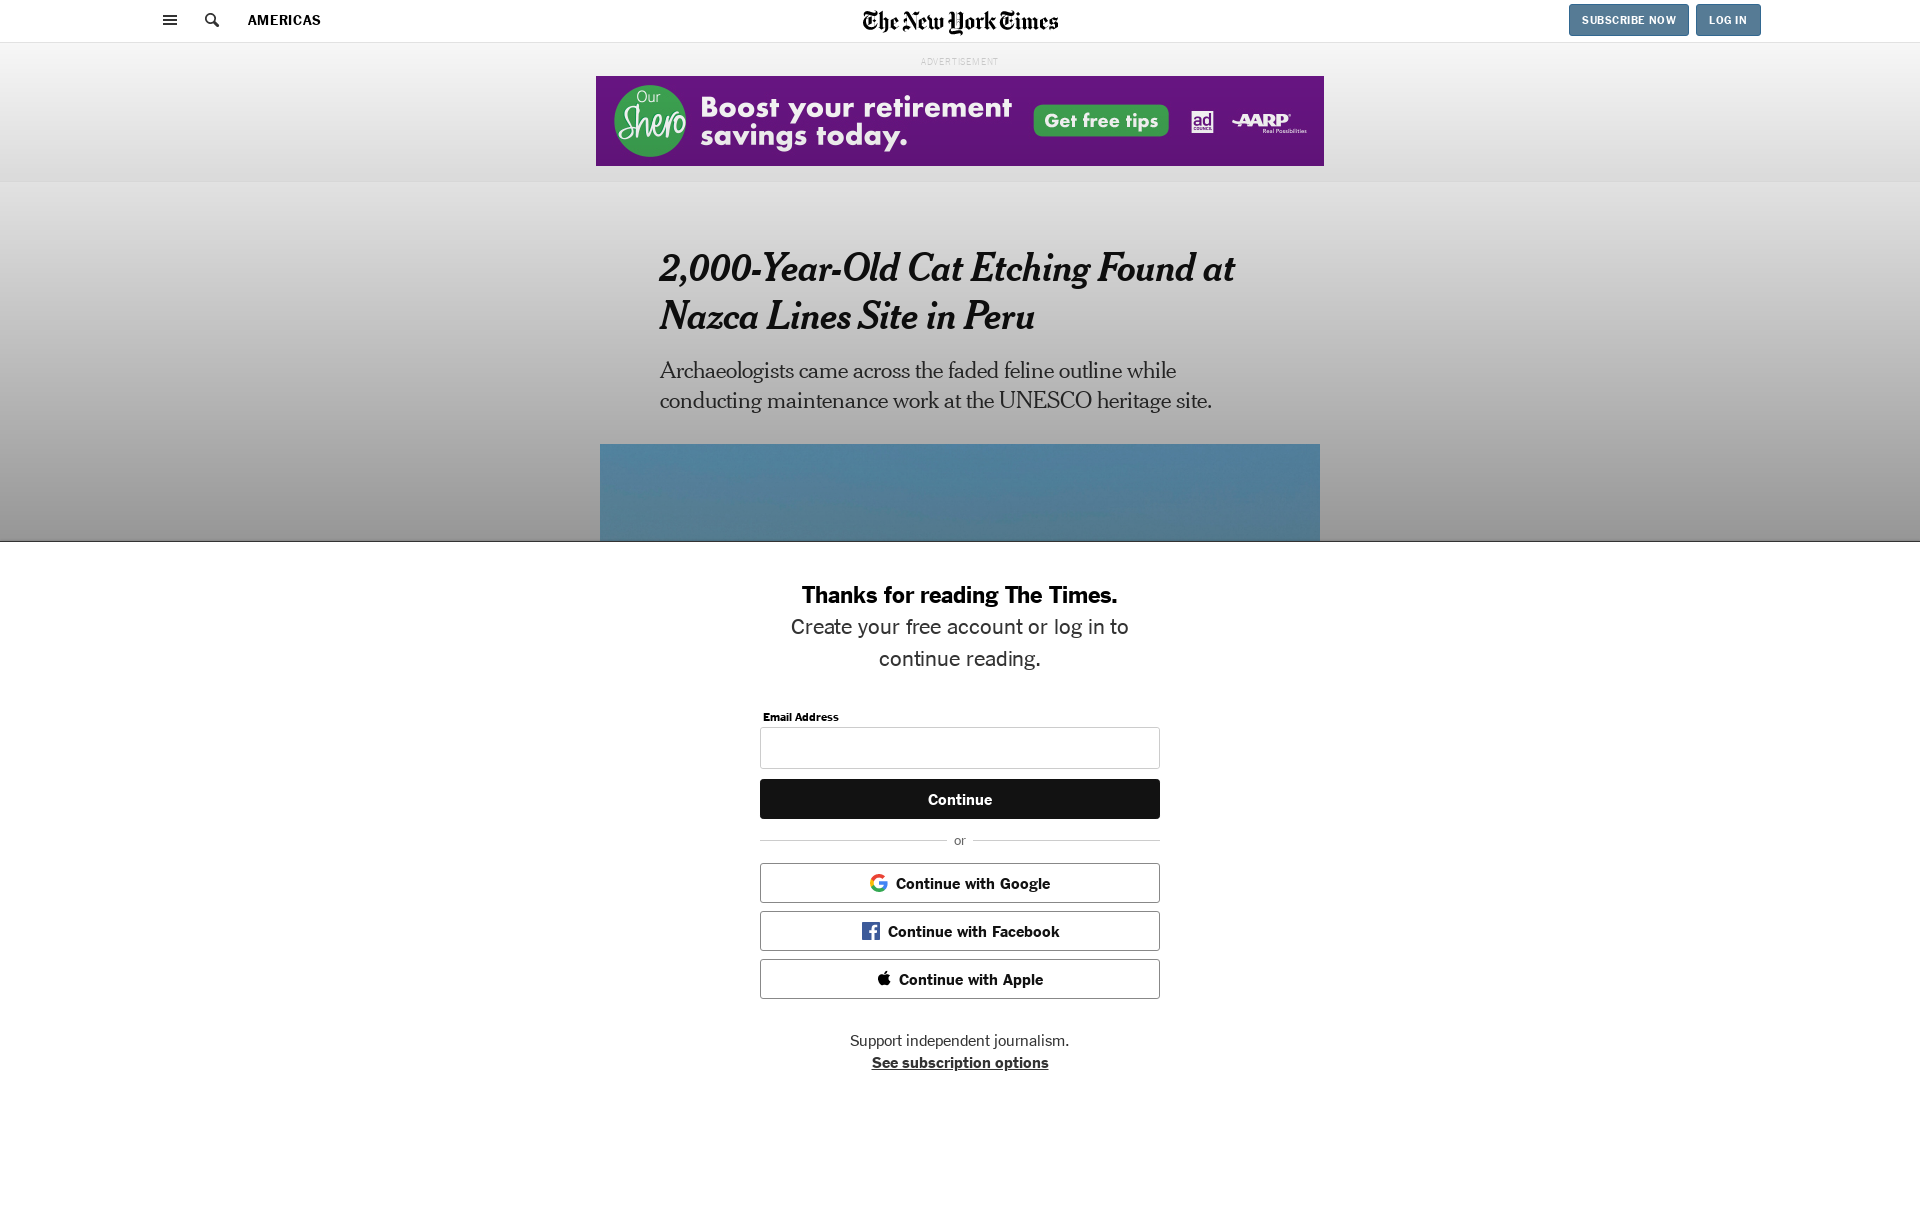 AMERICAS
The New York Times
SUBSCRIBE NOW
LOG IN
ADVERTISEMENT
Our
Shero
Boost your retirement
savings today.
Get free tips
ad
COUNCIL
AARP
Real Possibilities
2,000-Year-Old Cat Etching Found at
Nazca Lines Site in Peru
Archaeologists came across the faded feline outline while
conducting maintenance work at the UNESCO heritage site.
Thanks for reading The Times.
Create your free account or log in to
continue reading.
Email Address
Continue
or
Continue with Google
Continue with Facebook
Continue with Apple
Support independent journalism.
See subscription options